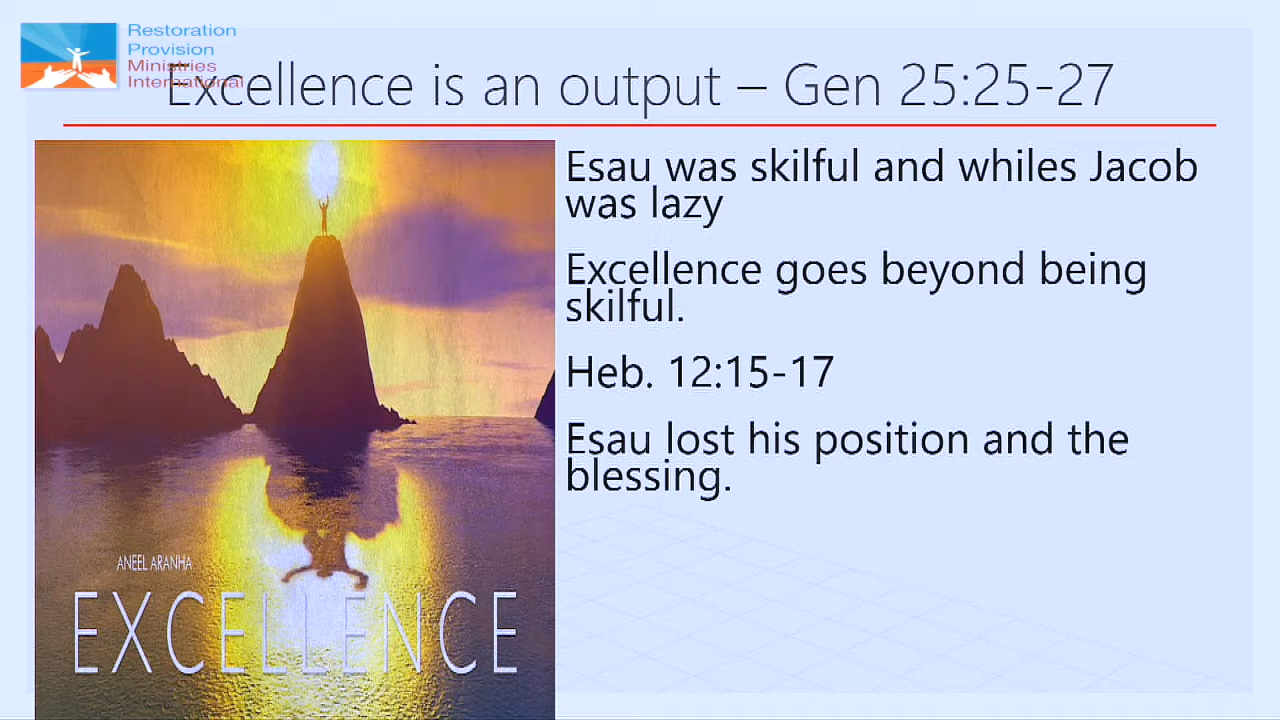 Restoration
Provision
Ministries
International
Excellence is an output – Gen 25:25-27
Esau was skilful and whiles Jacob
was lazy
Excellence goes beyond being
skilful.
Heb. 12:15-17
Esau lost his position and the
blessing.
ANEEL ARANHA
EXCELLENCE